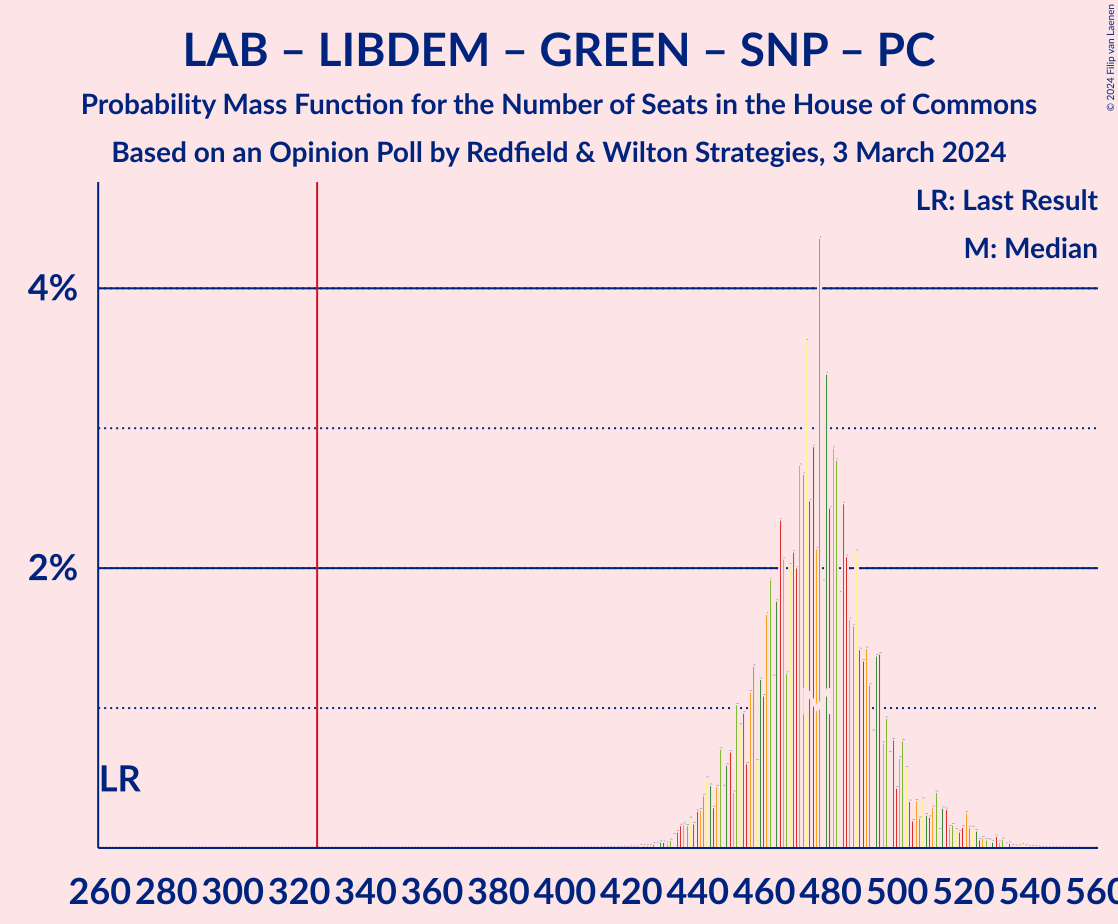 LAB – LIBDEM – GREEN – SNP – PC
Probability Mass Function for the Number of Seats in the House of Commons
Based on an Opinion Poll by Redfield & Wilton Strategies, 3 March 2024
© 2024 Filip van Laenen
LR: Last Result
M: Median
4%
2%
LR
260 280 300 320 340 360 380 400 420 440 460 480 500 520 540 560